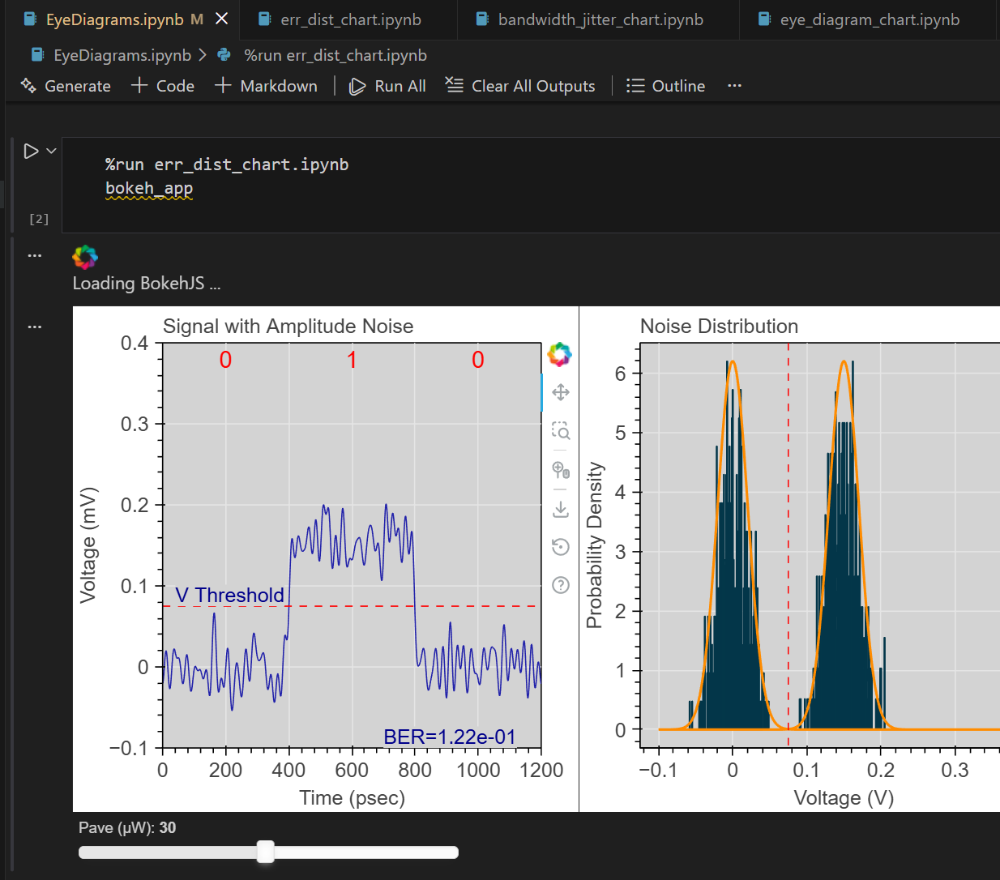 EyeDiagrams.ipynb M err_dist_chart.ipynb bandwidth_jitter_chart.ipynb eye_diagram_chart.ipynb
EyeDiagrams.ipynb > %run err_dist_chart.ipynb
Generate + Code + Markdown | Run All Clear All Outputs | Outline ...
%run err_dist_chart.ipynb
bokeh_app
[2]
...
Loading BokehJS ...
...
Signal with Amplitude Noise
0 1 0
0.4
0.3
0.2
0.1
0
−0.1
Voltage (mV)
V Threshold
BER=1.22e-01
0 200 400 600 800 1000 1200
Time (psec)
Noise Distribution
6
5
4
3
2
1
0
Probability Density
−0.1 0 0.1 0.2 0.3
Voltage (V)
Pave (µW): 30